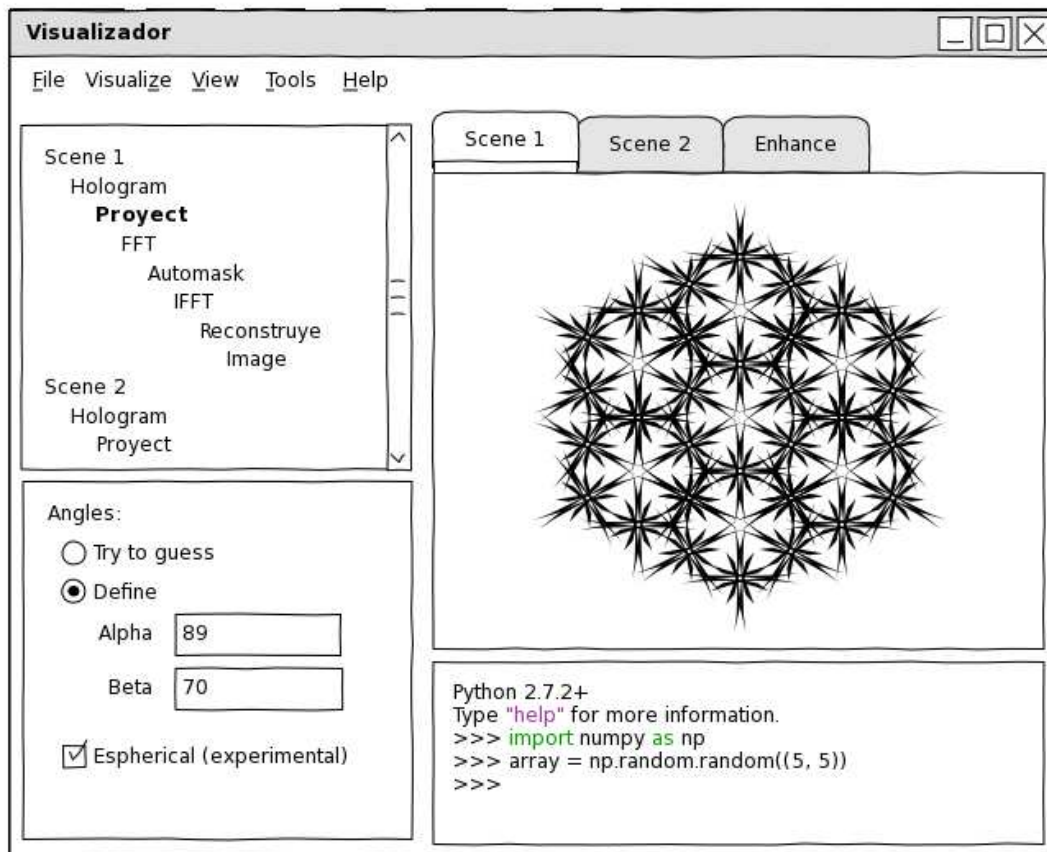 Visualizador
File Visualize View Tools Help
Scene 1
Hologram
Proyect
FFT
Automask
IFFT
Reconstruye
Image
Scene 2
Hologram
Proyect
Angles:
Try to guess
Define
Alpha 89
Beta 70
Espherical (experimental)
Scene 1 Scene 2 Enhance
Python 2.7.2+
Type "help" for more information.
>>> import numpy as np
>>> array = np.random.random((5, 5))
>>>